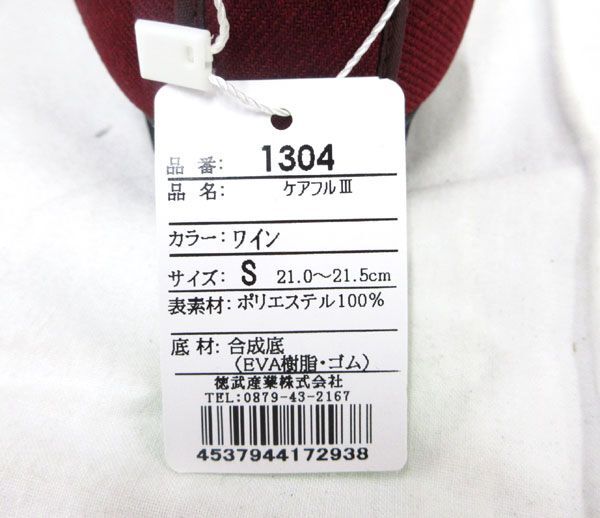 品 番: 1304
品 名: ケアフルⅢ
カラー: ワイン
サイズ: S 21.0～21.5cm
表素材: ポリエステル100%
底 材: 合成底
（EVA樹脂・ゴム）
徳武産業株式会社
TEL:0879-43-2167
4537944172938